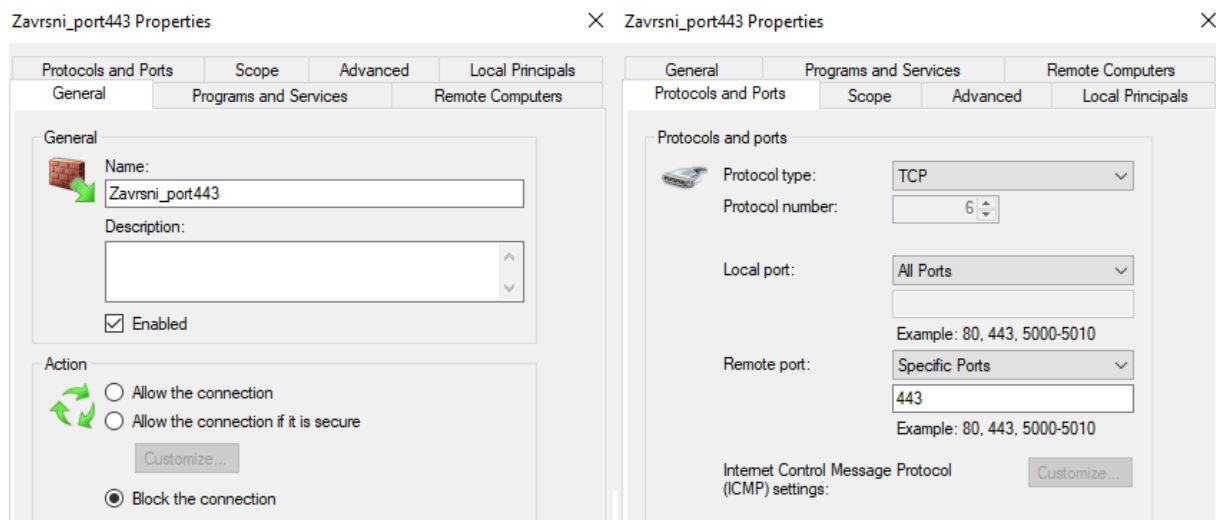 Zavrsni_port443 Properties
Protocols and Ports Scope Advanced Local Principals
General Programs and Services Remote Computers
General
Name:
Zavrsni_port443
Description:
Enabled
Action
Allow the connection
Allow the connection if it is secure
Customize...
Block the connection
Zavrsni_port443 Properties
General Programs and Services Remote Computers
Protocols and Ports Scope Advanced Local Principals
Protocols and ports
Protocol type: TCP
Protocol number: 6
Local port: All Ports
Example: 80, 443, 5000-5010
Remote port: Specific Ports
443
Example: 80, 443, 5000-5010
Internet Control Message Protocol Customize...
(ICMP) settings: